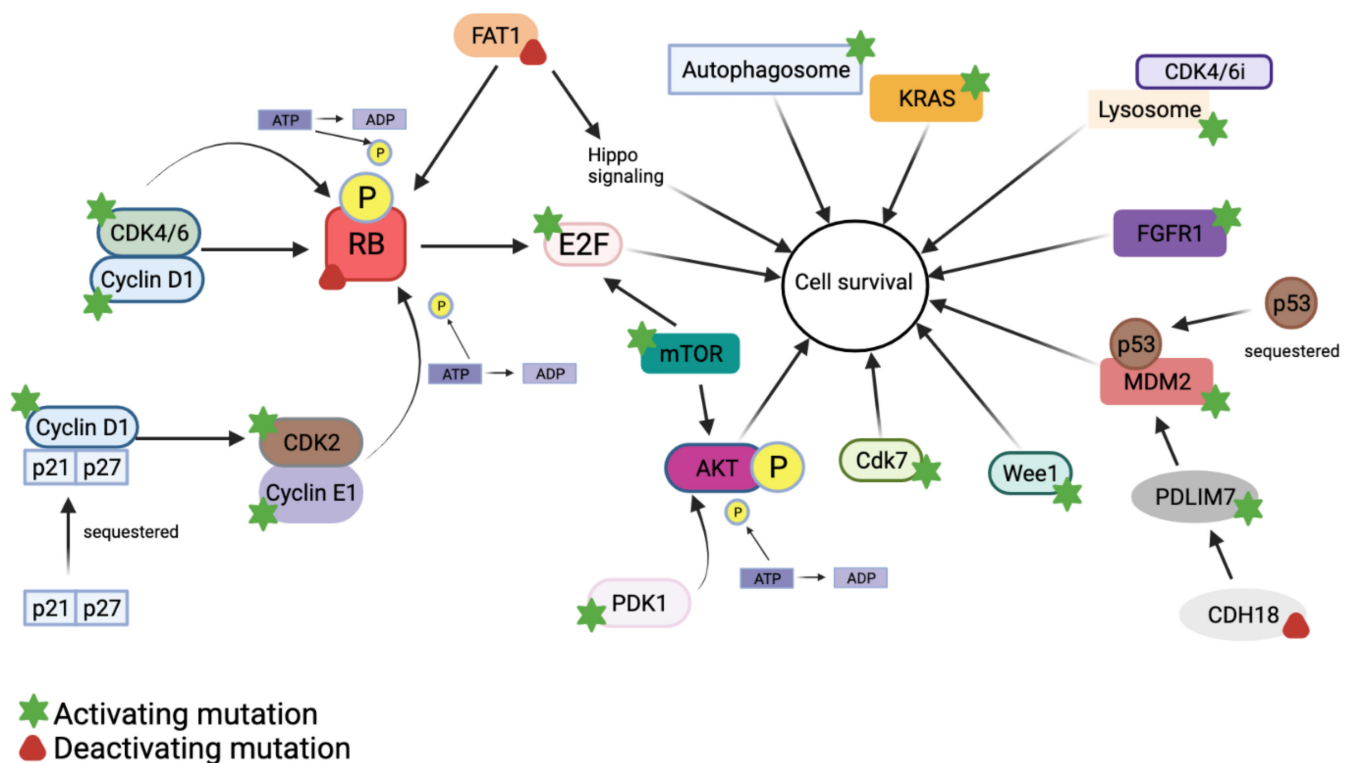 FAT1
Autophagosome
KRAS
CDK4/6i
Lysosome
ATP
ADP
P
Hippo
signaling
P
RB
CDK4/6
Cyclin D1
E2F
FGFR1
Cell survival
p53
sequestered
p53
MDM2
P
ATP
ADP
mTOR
Cyclin D1
p21
p27
sequestered
p21
p27
CDK2
Cyclin E1
AKT
P
P
ATP
ADP
PDK1
Cdk7
Wee1
PDLIM7
CDH18
Activating mutation
Deactivating mutation